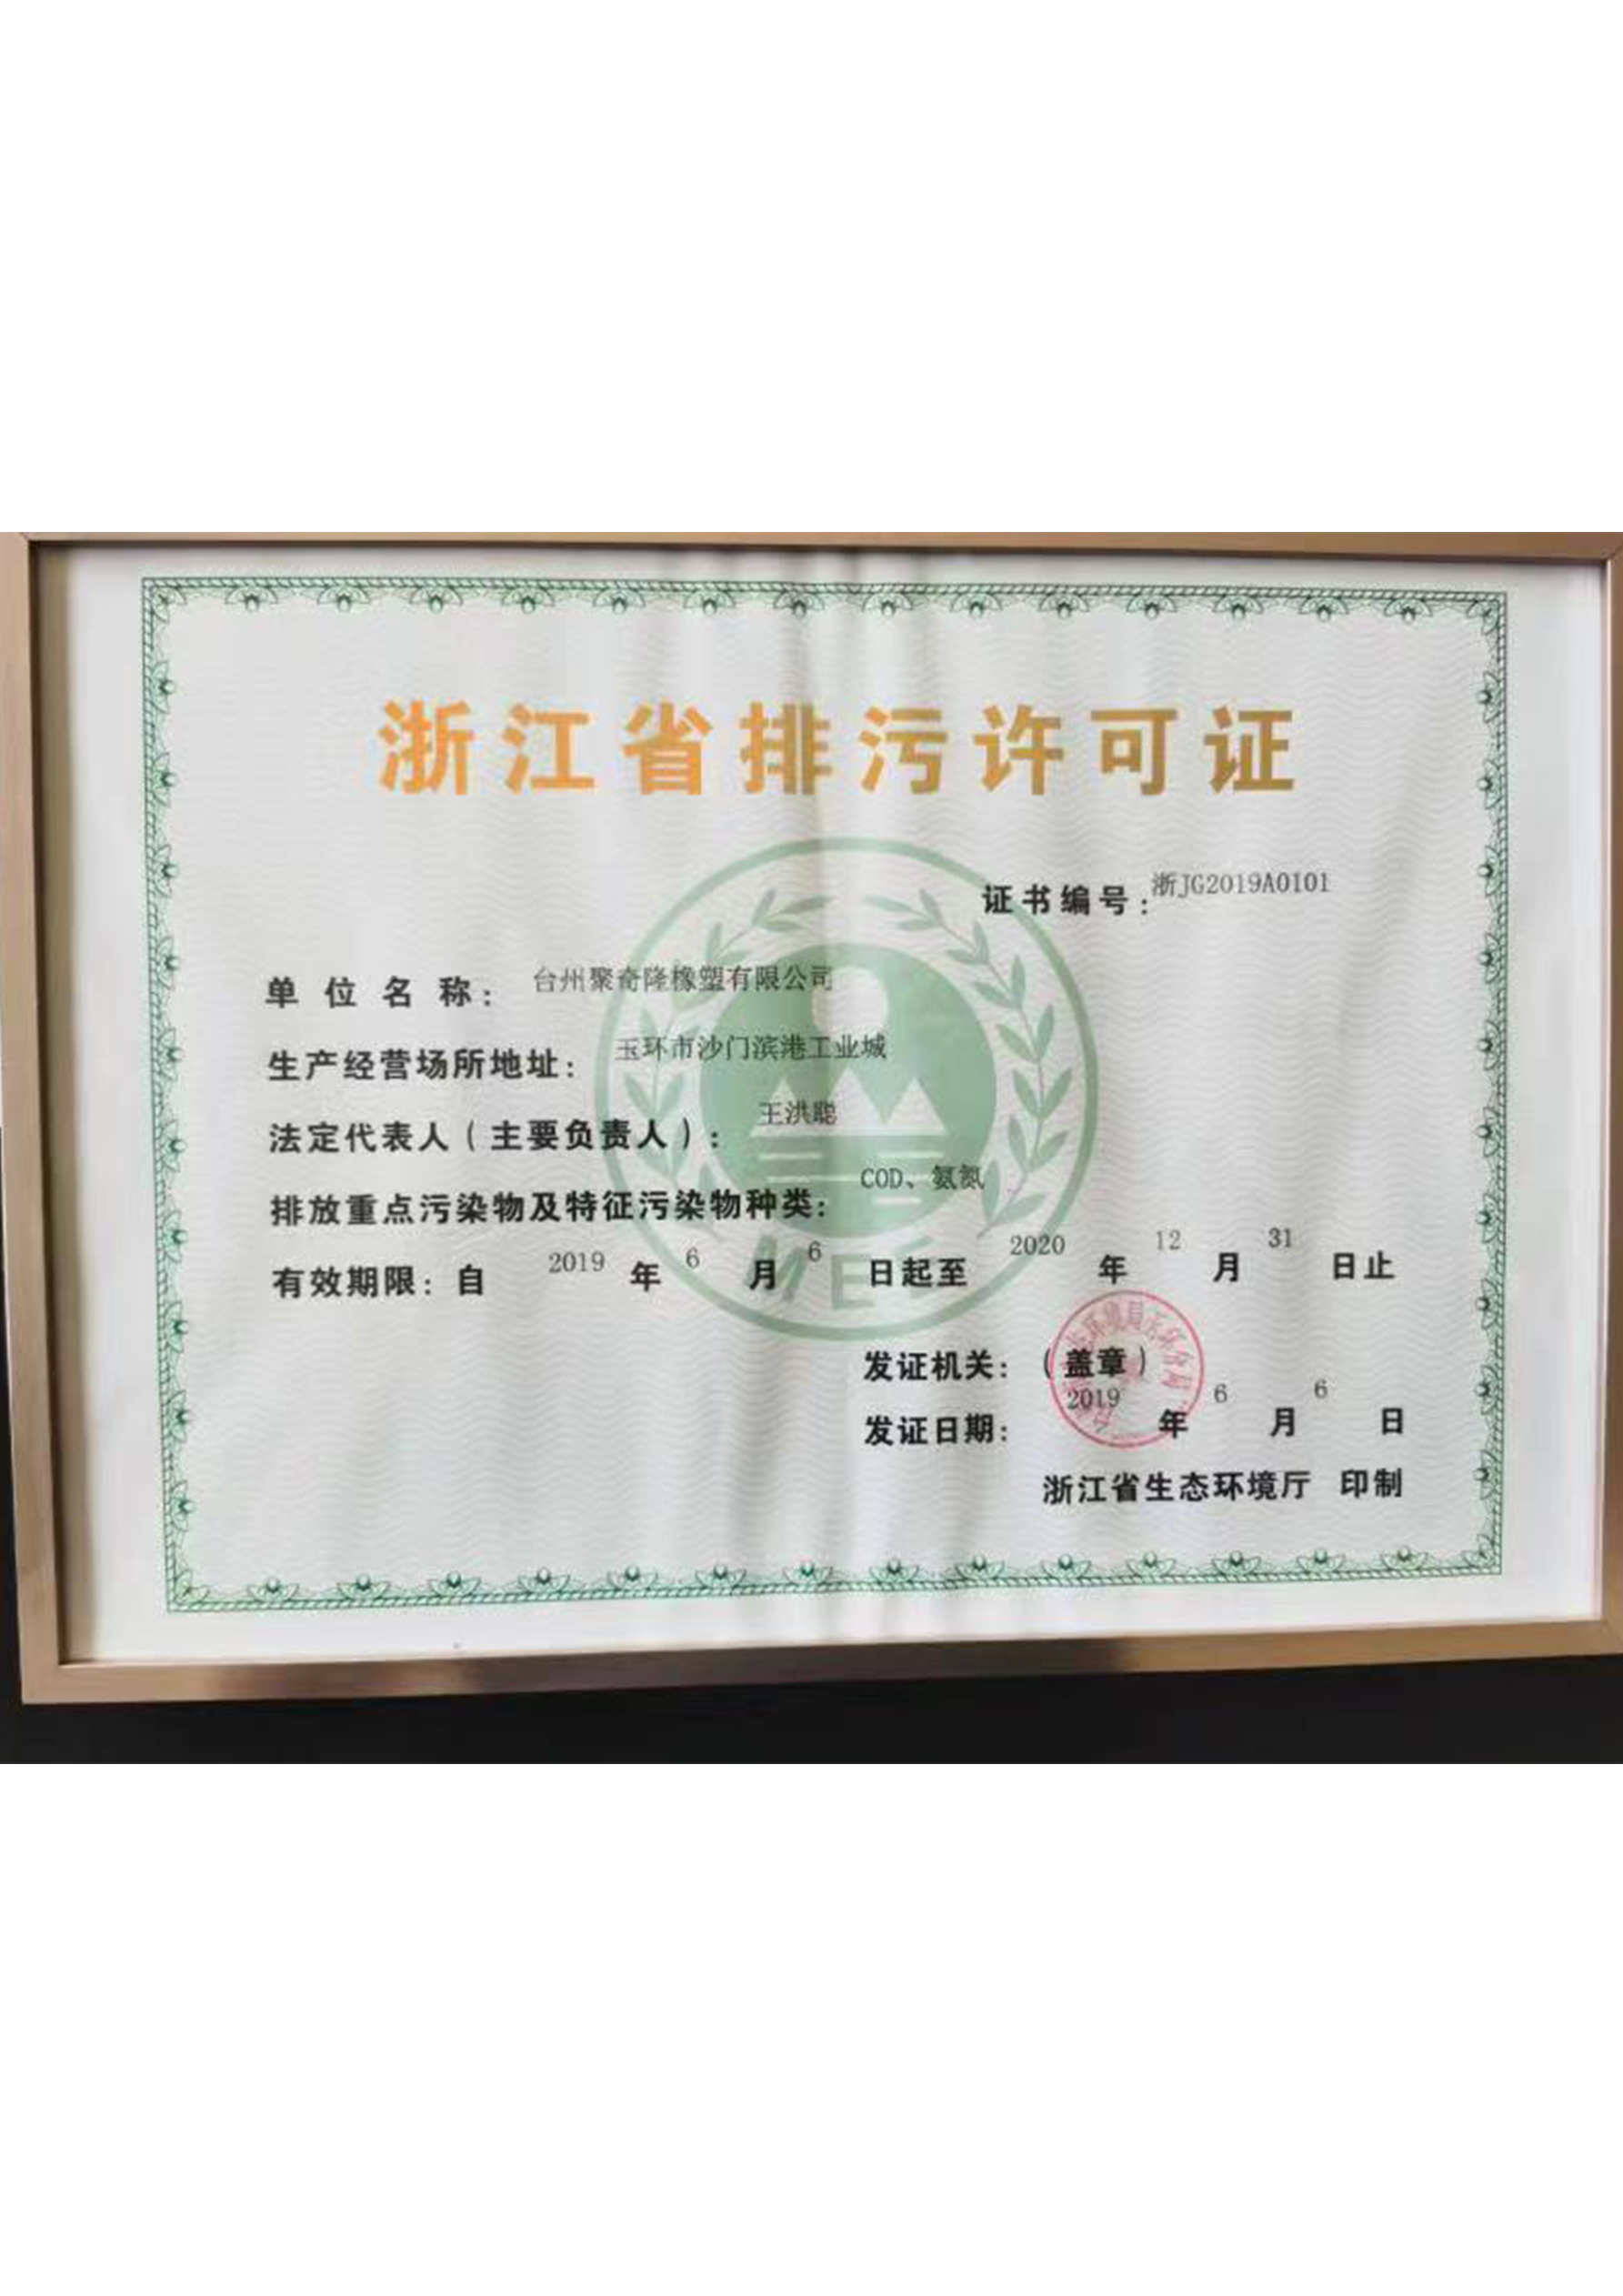 浙江省排污许可证
证书编号:浙JG2019A0101
单位名称: 台州聚奇隆橡塑有限公司
生产经营场所地址: 玉环市沙门滨港工业城
法定代表人(主要负责人): 王洪聪
排放重点污染物及特征污染物种类: COD、氨氮
有效期限: 自 2019 年 6 月 6 日起至 2020 年 12 月 31 日止
发证机关: (盖章)
发证日期: 2019 年 6 月 6 日
浙江省生态环境厅 印制